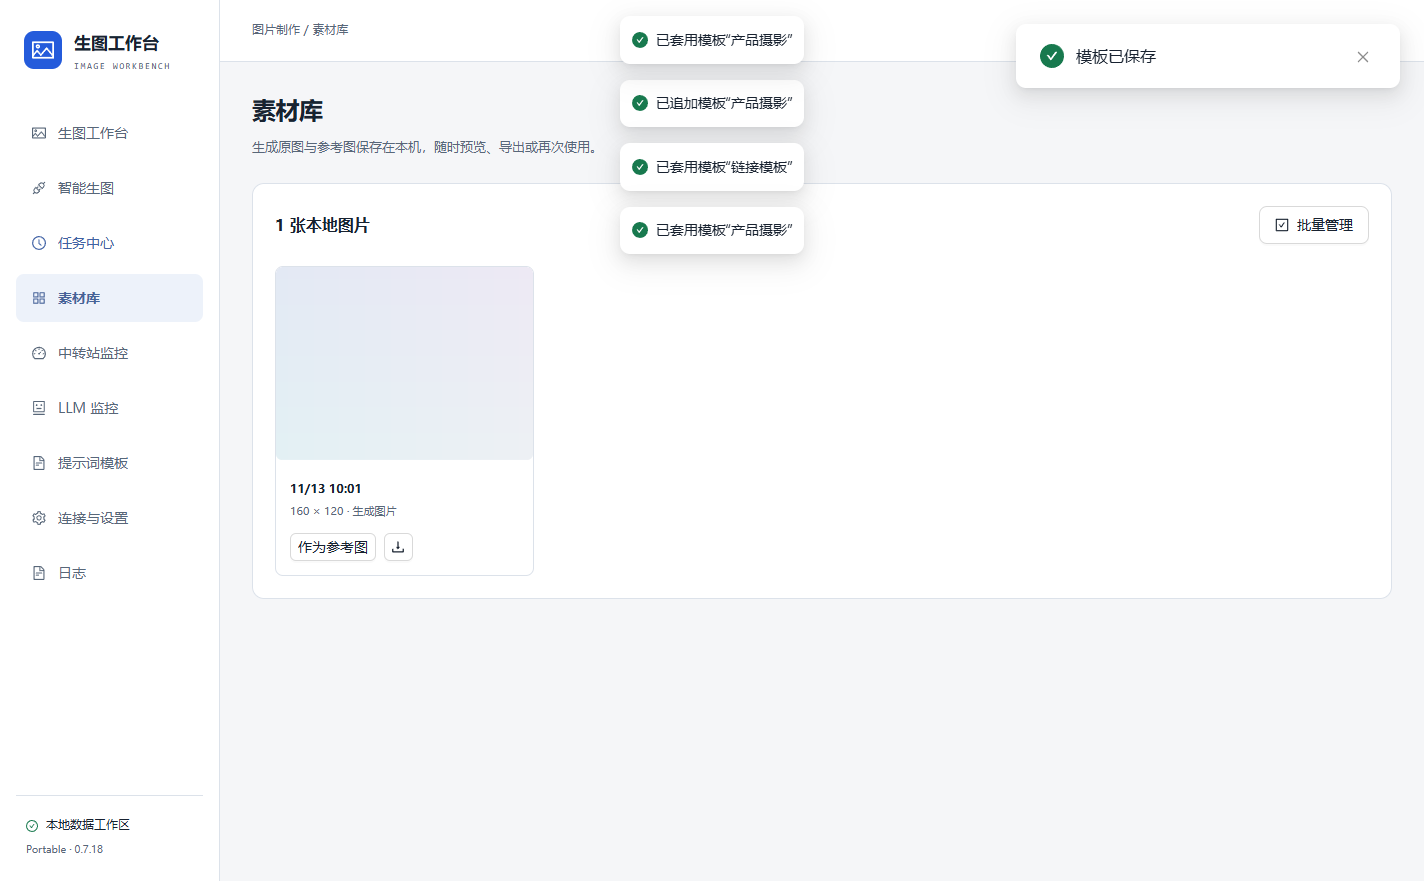 生图工作台
IMAGE WORKBENCH
生图工作台
智能生图
任务中心
素材库
中转站监控
LLM 监控
提示词模板
连接与设置
日志
本地数据工作区
Portable · 0.7.18
图片制作 / 素材库
素材库
生成原图与参考图保存在本机，随时预览、导出或再次使用。
已套用模板“产品摄影”
已追加模板“产品摄影”
已套用模板“链接模板”
已套用模板“产品摄影”
模板已保存
1 张本地图片
批量管理
11/13 10:01
160 × 120 · 生成图片
作为参考图